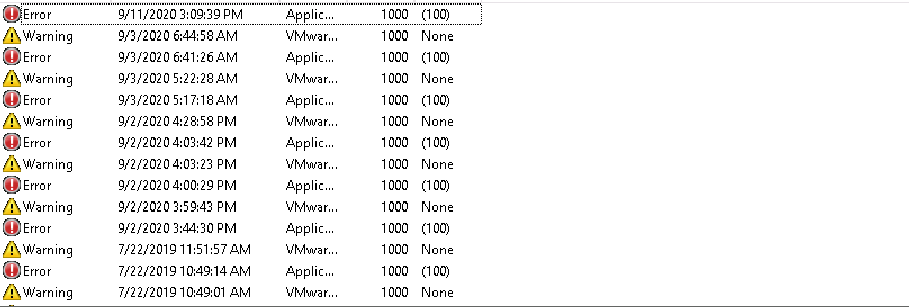 Error 9/11/2020 3:09:39 PM Applic... 1000 (100)
Warning 9/3/2020 6:44:58 AM VMwar... 1000 None
Error 9/3/2020 6:41:26 AM Applic... 1000 (100)
Warning 9/3/2020 5:22:28 AM VMwar... 1000 None
Error 9/3/2020 5:17:18 AM Applic... 1000 (100)
Warning 9/2/2020 4:28:58 PM VMwar... 1000 None
Error 9/2/2020 4:03:42 PM Applic... 1000 (100)
Warning 9/2/2020 4:03:23 PM VMwar... 1000 None
Error 9/2/2020 4:00:29 PM Applic... 1000 (100)
Warning 9/2/2020 3:59:43 PM VMwar... 1000 None
Error 9/2/2020 3:44:30 PM Applic... 1000 (100)
Warning 7/22/2019 11:51:57 AM VMwar... 1000 None
Error 7/22/2019 10:49:14 AM Applic... 1000 (100)
Warning 7/22/2019 10:49:01 AM VMwar... 1000 None